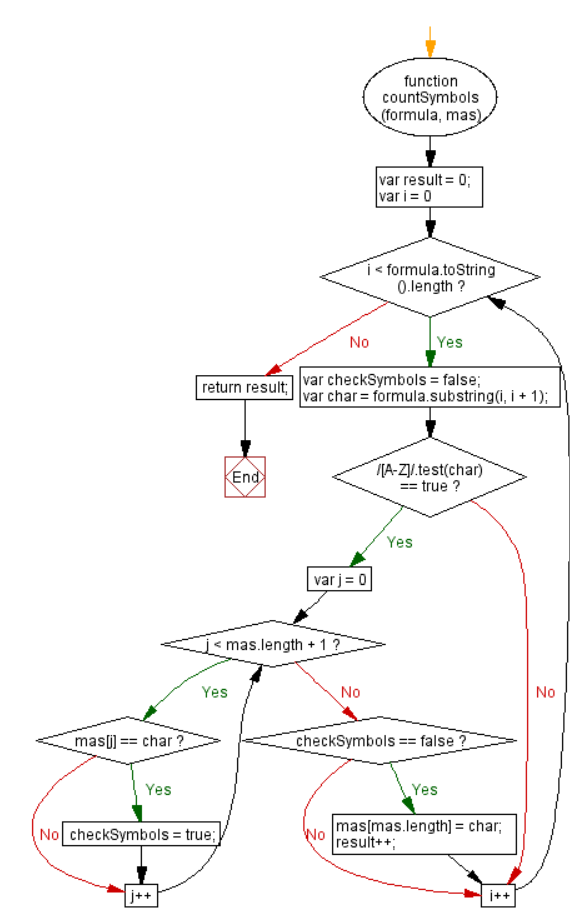 function
countSymbols
(formula, mas)
var result = 0;
var i = 0
i < formula.toString
().length ?
No
Yes
return result;
var checkSymbols = false;
var char = formula.substring(i, i + 1);
End
/[A-Z]/.test(char)
== true ?
Yes
var j = 0
j < mas.length + 1 ?
Yes
No
No
mas[j] == char ?
checkSymbols == false ?
Yes
Yes
No
checkSymbols = true;
No
mas[mas.length] = char;
result++;
j++
i++